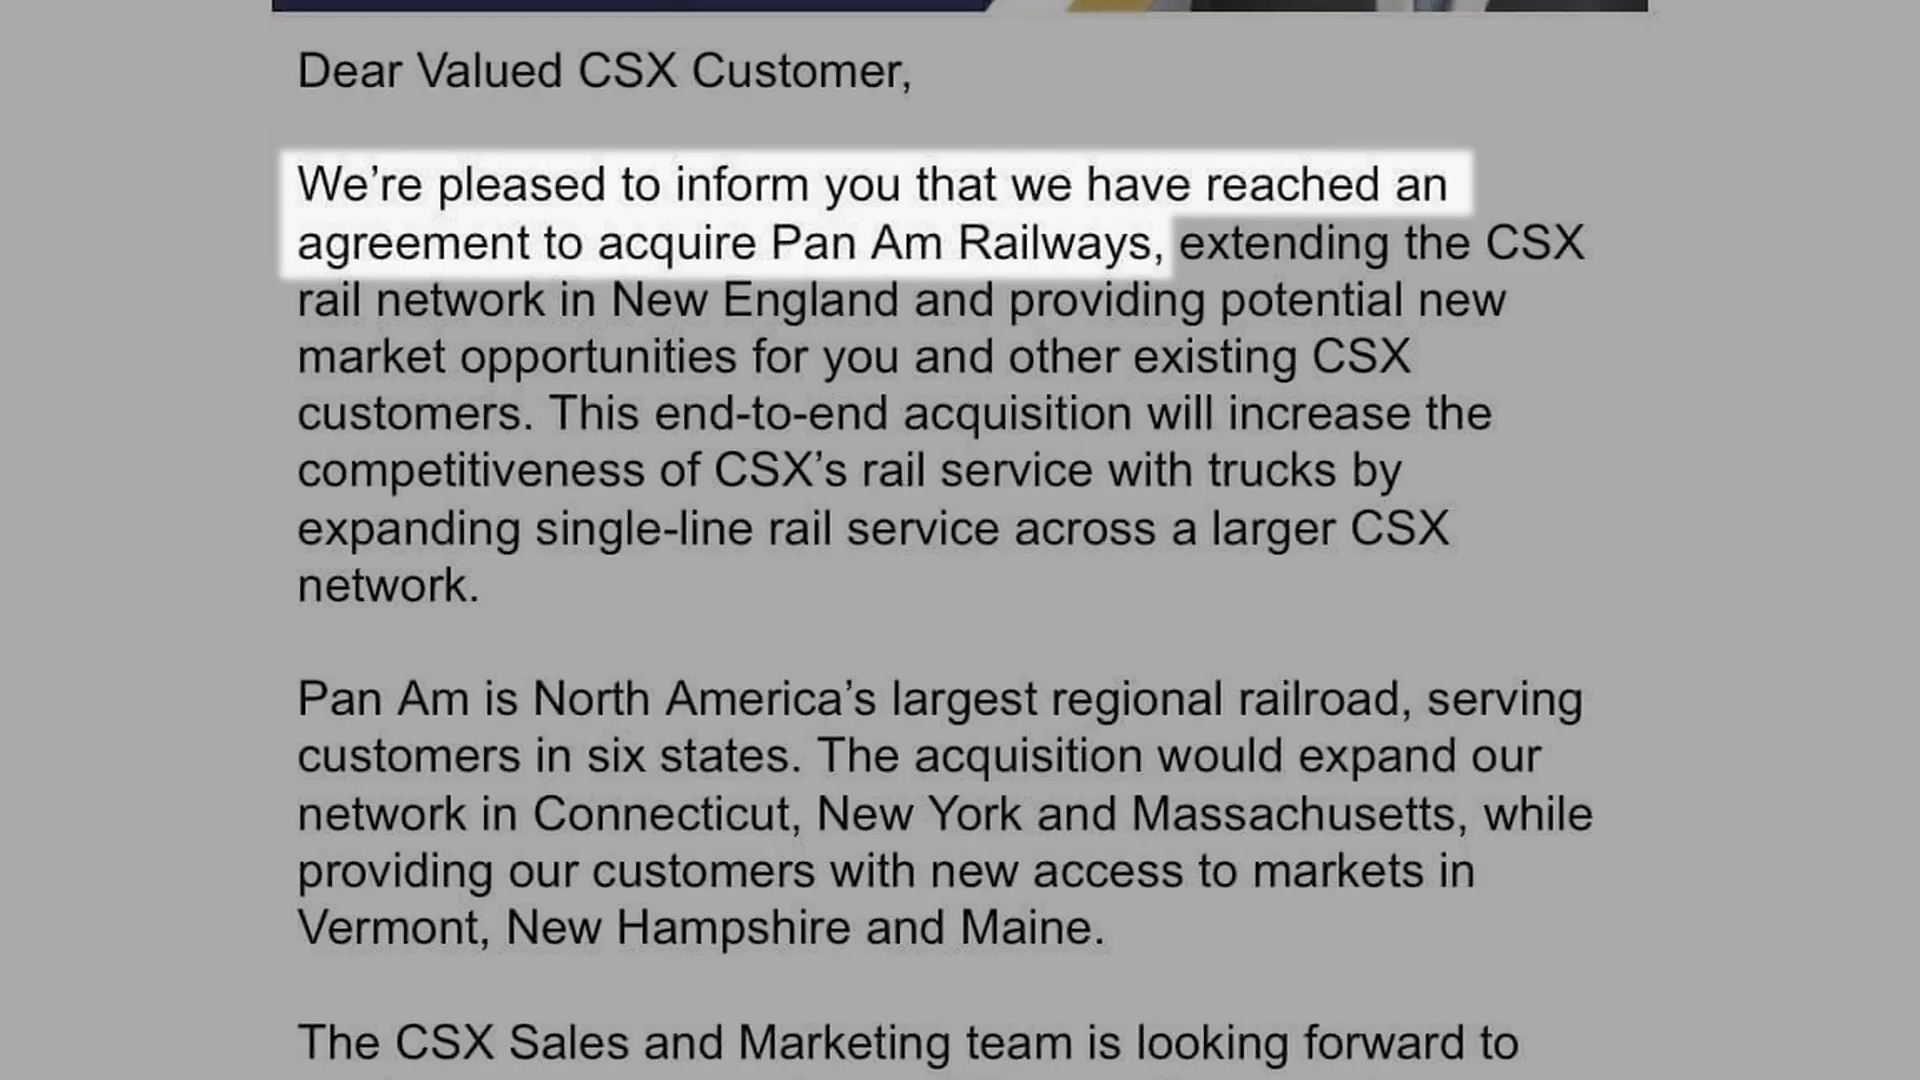 Dear Valued CSX Customer,
We’re pleased to inform you that we have reached an
agreement to acquire Pan Am Railways, extending the CSX
rail network in New England and providing potential new
market opportunities for you and other existing CSX
customers. This end-to-end acquisition will increase the
competitiveness of CSX’s rail service with trucks by
expanding single-line rail service across a larger CSX
network.
Pan Am is North America’s largest regional railroad, serving
customers in six states. The acquisition would expand our
network in Connecticut, New York and Massachusetts, while
providing our customers with new access to markets in
Vermont, New Hampshire and Maine.
The CSX Sales and Marketing team is looking forward to